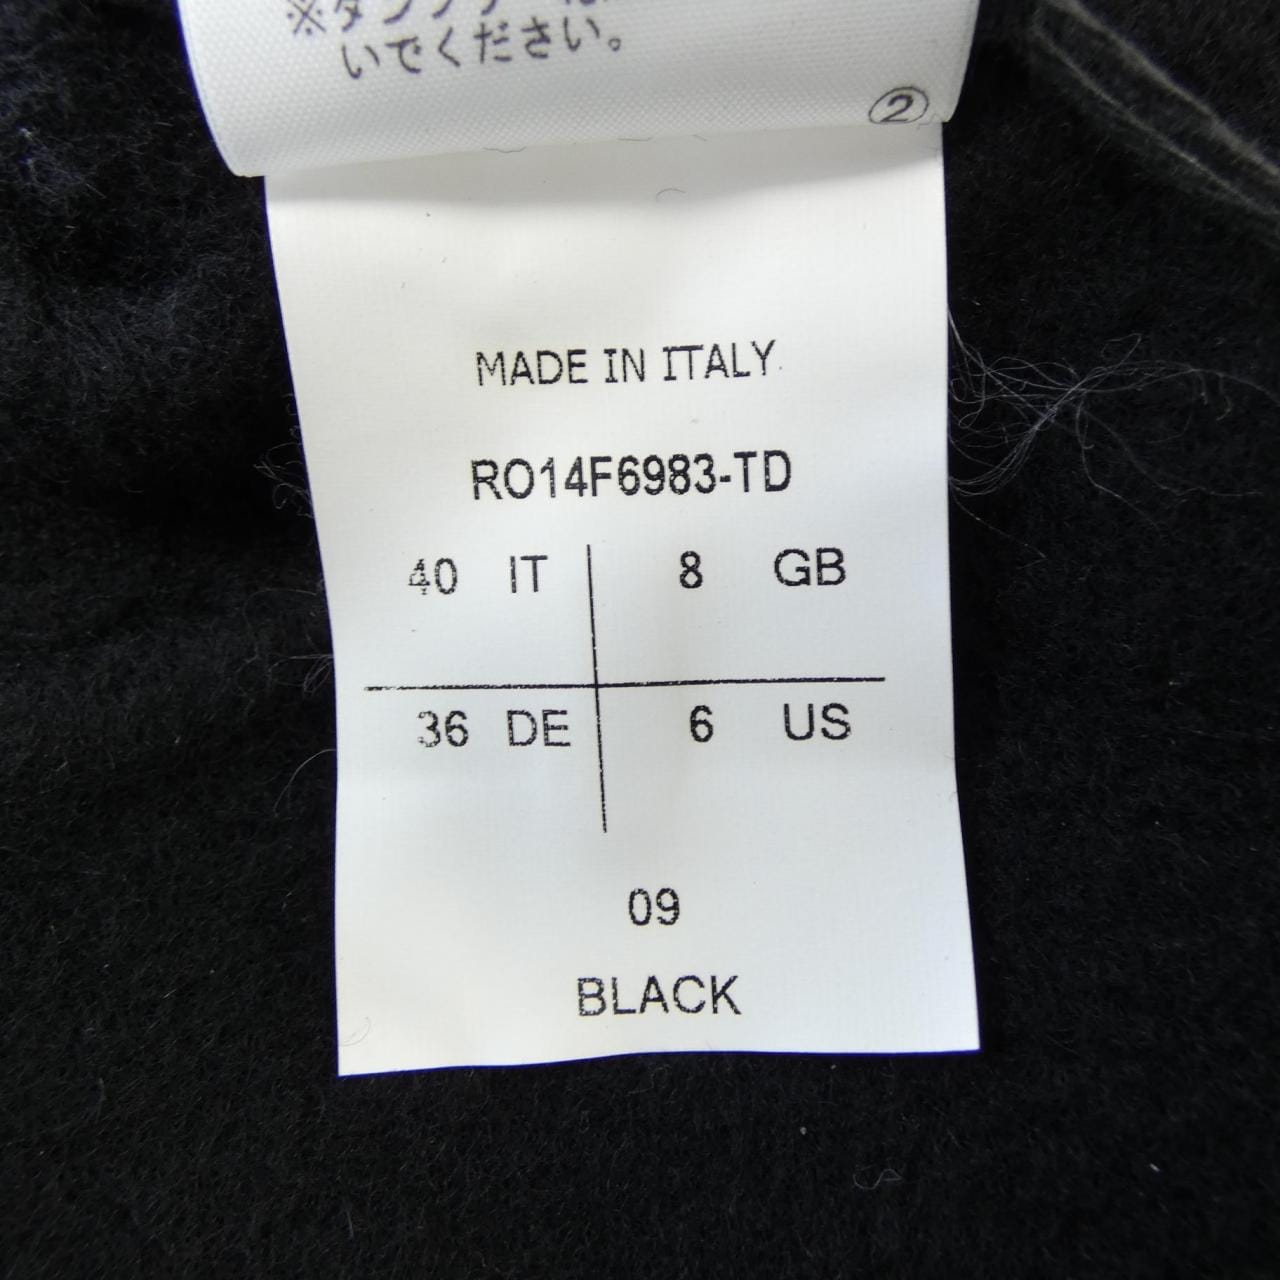 いでください。
②
MADE IN ITALY
RO14F6983-TD
40 IT 8 GB
36 DE 6 US
09
BLACK